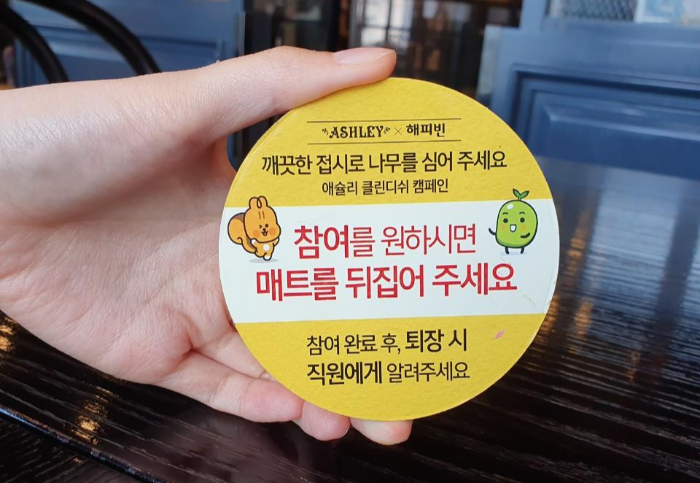 ASHLEY × 해피빈
깨끗한 접시로 나무를 심어 주세요
애슐리 클린디쉬 캠페인
참여를 원하시면
매트를 뒤집어 주세요
참여 완료 후, 퇴장 시
직원에게 알려주세요